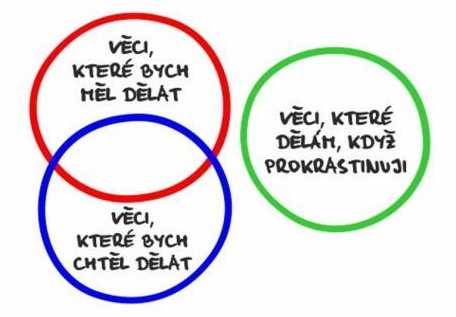 VĚCI,
KTERÉ BYCH
MĚL DĚLAT
VĚCI, KTERÉ
DĚLÁM, KDYŽ
PROKRASTINUJI
VĚCI,
KTERÉ BYCH
CHTĚL DĚLAT